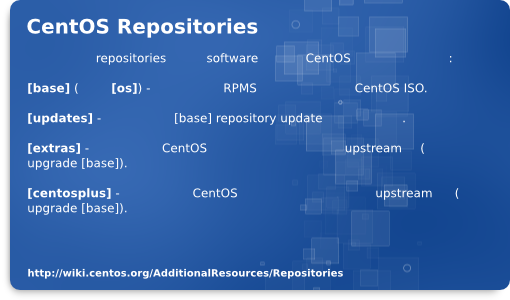 CentOS Repositories
repositories software CentOS :
[base] ( [os]) - RPMS CentOS ISO.
[updates] - [base] repository update .
[extras] - CentOS upstream (
upgrade [base]).
[centosplus] - CentOS upstream (
upgrade [base]).
http://wiki.centos.org/AdditionalResources/Repositories